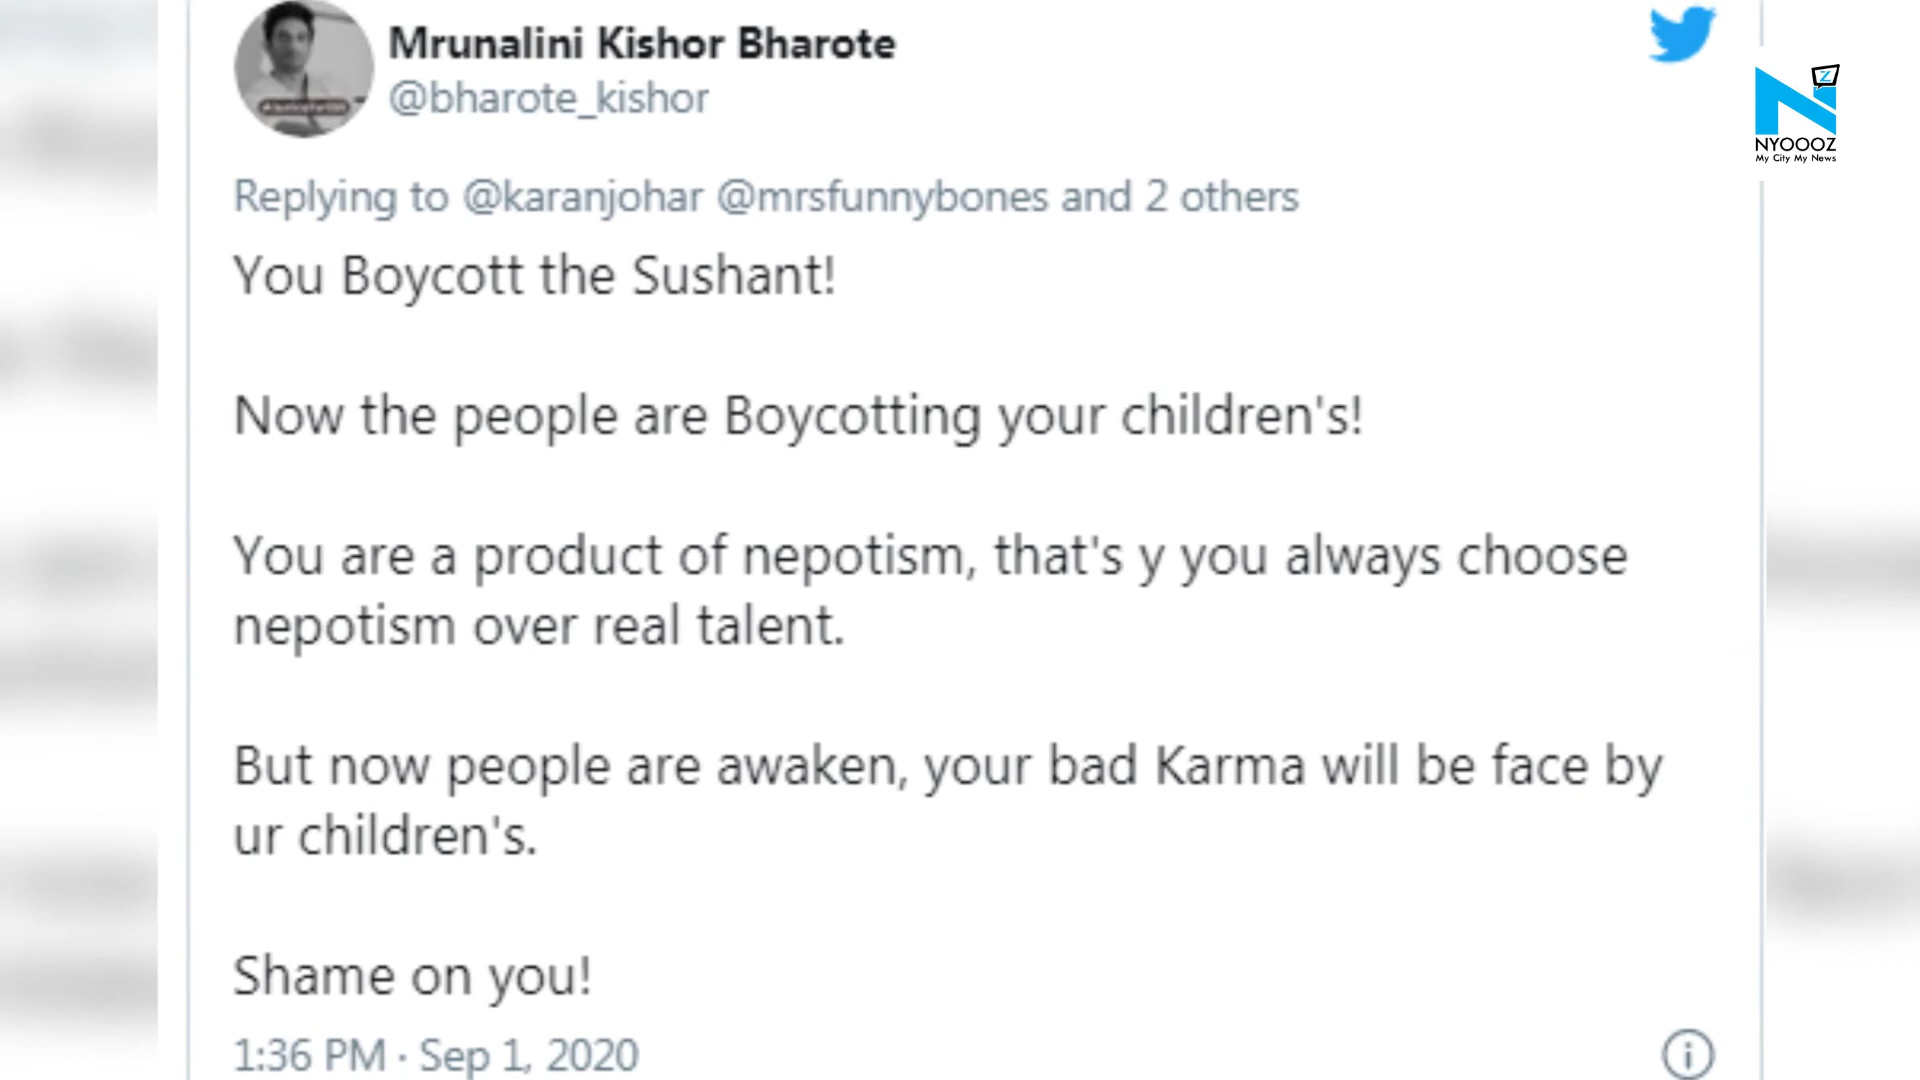 Mrunalini Kishor Bharote
@bharote_kishor
NYOOOZ
My City My News
Replying to @karanjohar @mrsfunnybones and 2 others
You Boycott the Sushant!
Now the people are Boycotting your children's!
You are a product of nepotism, that's y you always choose
nepotism over real talent.
But now people are awaken, your bad Karma will be face by
ur children's.
Shame on you!
1:36 PM · Sep 1, 2020